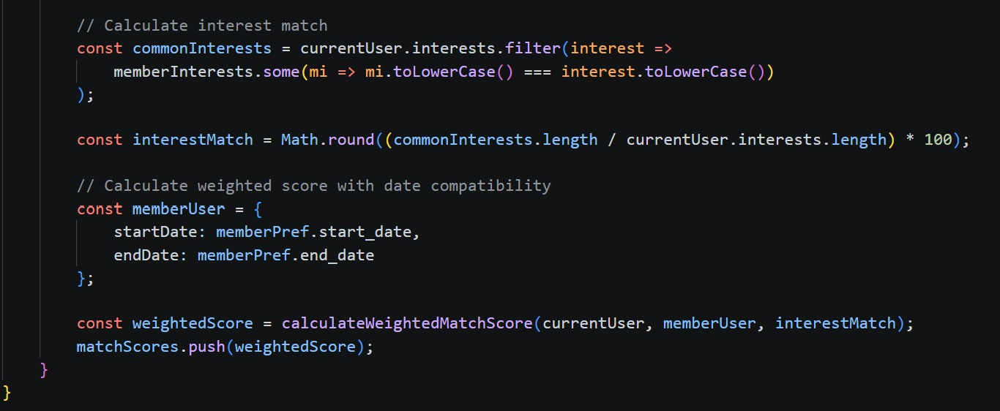 // Calculate interest match
const commonInterests = currentUser.interests.filter(interest =>
memberInterests.some(mi => mi.toLowerCase() === interest.toLowerCase())
);
const interestMatch = Math.round((commonInterests.length / currentUser.interests.length) * 100);
// Calculate weighted score with date compatibility
const memberUser = {
startDate: memberPref.start_date,
endDate: memberPref.end_date
};
const weightedScore = calculateWeightedMatchScore(currentUser, memberUser, interestMatch);
matchScores.push(weightedScore);
}
}